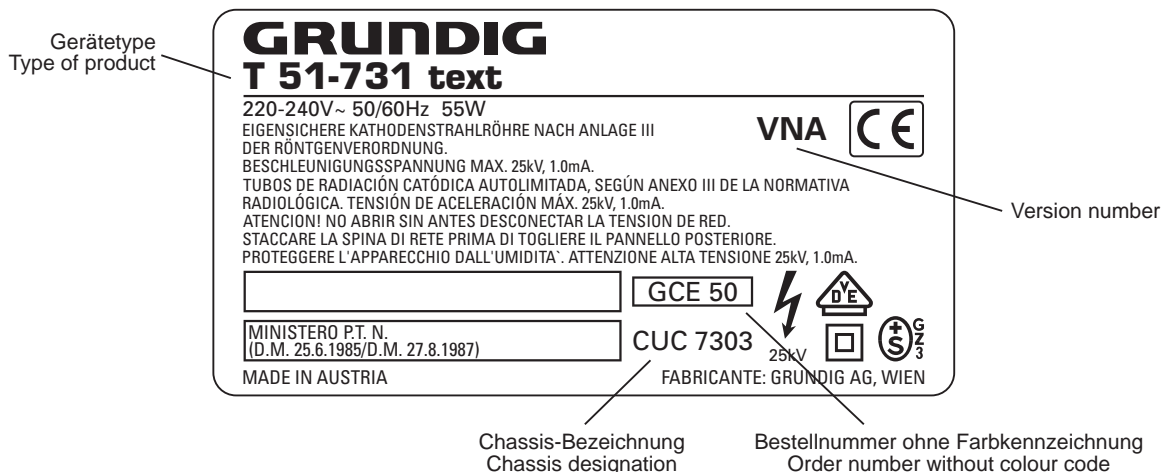 Gerätetype
Type of product
GRUNDIG
T 51-731 text
220-240V~ 50/60Hz 55W
EIGENSICHERE KATHODENSTRAHLRÖHRE NACH ANLAGE III
DER RÖNTGENVERORDNUNG.
BESCHLEUNIGUNGSSPANNUNG MAX. 25kV, 1.0mA.
TUBOS DE RADIACIÓN CATÓDICA AUTOLIMITADA, SEGÚN ANEXO III DE LA NORMATIVA
RADIOLÓGICA. TENSIÓN DE ACELERACIÓN MÁX. 25kV, 1.0mA.
ATENCION! NO ABRIR SIN ANTES DESCONECTAR LA TENSION DE RED.
STACCARE LA SPINA DI RETE PRIMA DI TOGLIERE IL PANNELLO POSTERIORE.
PROTEGGERE L'APPARECCHIO DALL'UMIDITA`. ATTENZIONE ALTA TENSIONE 25kV, 1.0mA.
VNA
CE
Version number
GCE 50
DVE
MINISTERO P.T. N.
(D.M. 25.6.1985/D.M. 27.8.1987)
CUC 7303
25kV
+S
GZ3
MADE IN AUSTRIA
FABRICANTE: GRUNDIG AG, WIEN
Chassis-Bezeichnung
Chassis designation
Bestellnummer ohne Farbkennzeichnung
Order number without colour code